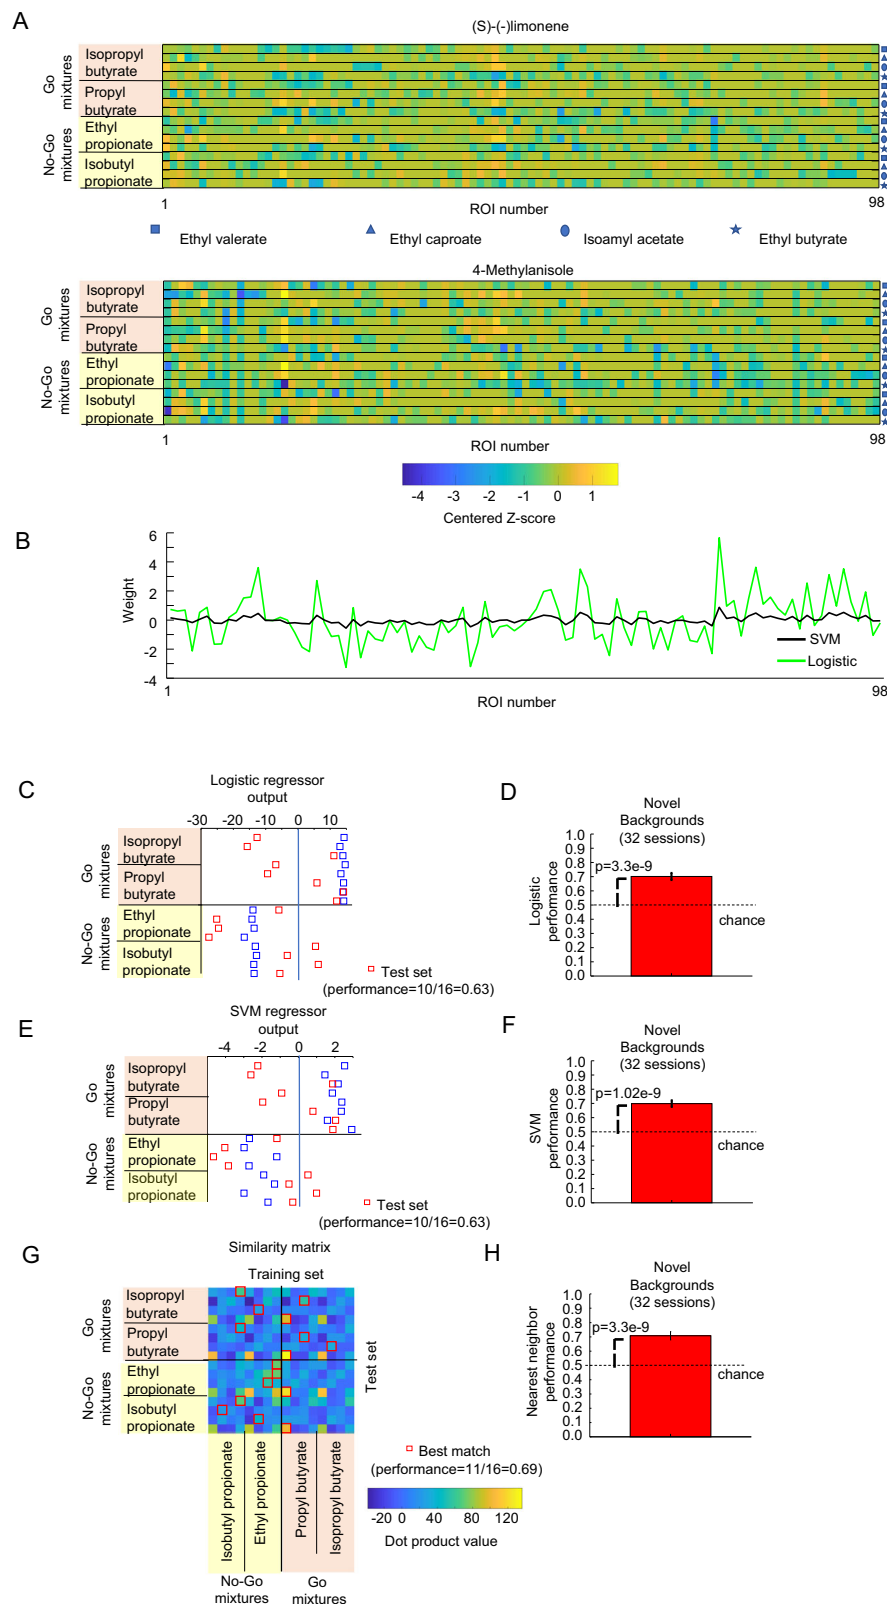 A
(S)-(-)limonene
Go
mixtures
No-Go
mixtures
Isopropyl
butyrate
Propyl
butyrate
Ethyl
propionate
Isobutyl
propionate
1
ROI number
98
Ethyl valerate
Ethyl caproate
Isoamyl acetate
Ethyl butyrate
4-Methylanisole
Go
mixtures
No-Go
mixtures
Isopropyl
butyrate
Propyl
butyrate
Ethyl
propionate
Isobutyl
propionate
1
ROI number
98
-4 -3 -2 -1 0 1
Centered Z-score
B
Weight
6
4
2
0
-2
-4
SVM
Logistic
1
ROI number
98
C
Logistic regressor
output
-30 -20 -10 0 10
Go
mixtures
No-Go
mixtures
Isopropyl
butyrate
Propyl
butyrate
Ethyl
propionate
Isobutyl
propionate
Test set
(performance=10/16=0.63)
D
Novel
Backgrounds
(32 sessions)
Logistic
performance
1.0
0.9
0.8
0.7
0.6
0.5
0.4
0.3
0.2
0.1
0.0
p=3.3e-9
chance
E
SVM regressor
output
-4 -2 0 2
Go
mixtures
No-Go
mixtures
Isopropyl
butyrate
Propyl
butyrate
Ethyl
propionate
Isobutyl
propionate
Test set
(performance=10/16=0.63)
F
Novel
Backgrounds
(32 sessions)
SVM
performance
1.0
0.9
0.8
0.7
0.6
0.5
0.4
0.3
0.2
0.1
0.0
p=1.02e-9
chance
G
Similarity matrix
Training set
Go
mixtures
No-Go
mixtures
Isopropyl
butyrate
Propyl
butyrate
Ethyl
propionate
Isobutyl
propionate
Test set
Isobutyl propionate
Ethyl propionate
Propyl butyrate
Isopropyl butyrate
No-Go
mixtures
Go
mixtures
Best match
(performance=11/16=0.69)
-20 0 40 80 120
Dot product value
H
Novel
Backgrounds
(32 sessions)
Nearest neighbor
performance
1.0
0.9
0.8
0.7
0.6
0.5
0.4
0.3
0.2
0.1
0.0
p=3.3e-9
chance